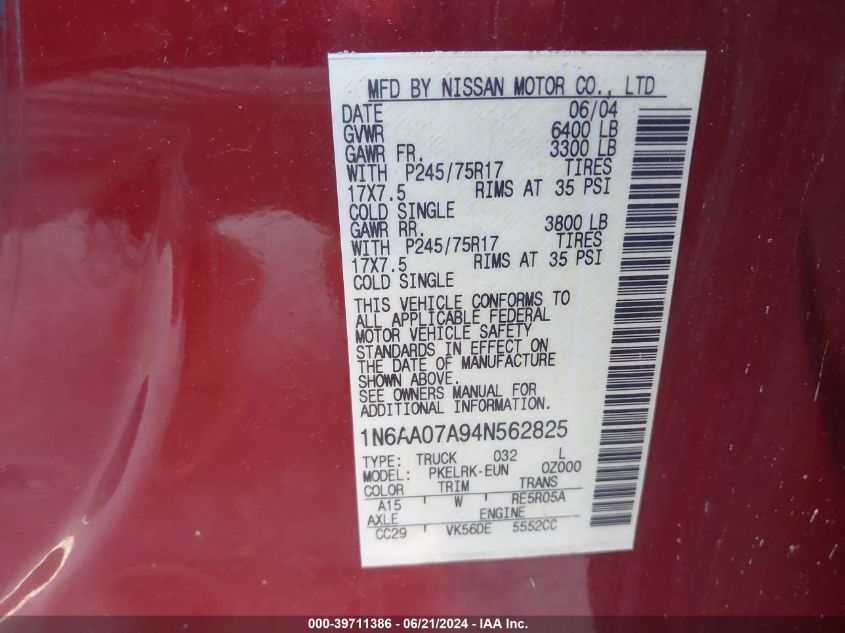 MFD BY NISSAN MOTOR CO., LTD
DATE 06/04
GVWR 6400 LB
GAWR FR. 3300 LB
WITH P245/75R17 TIRES
17X7.5 RIMS AT 35 PSI
COLD SINGLE
GAWR RR. 3800 LB
WITH P245/75R17 TIRES
17X7.5 RIMS AT 35 PSI
COLD SINGLE
THIS VEHICLE CONFORMS TO
ALL APPLICABLE FEDERAL
MOTOR VEHICLE SAFETY
STANDARDS IN EFFECT ON
THE DATE OF MANUFACTURE
SHOWN ABOVE.
SEE OWNERS MANUAL FOR
ADDITIONAL INFORMATION.
1N6AA07A94N562825
TYPE: TRUCK 032 L
MODEL: PKELRK-EUN 0Z000
COLOR TRIM TRANS
A15 W RE5R05A
AXLE ENGINE
CC29 VK56DE 5552CC
000-39711386 - 06/21/2024 - IAA Inc.